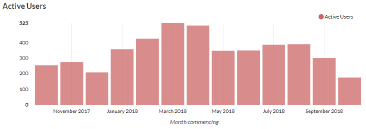 Active Users
Active Users
525
400
300
200
100
0
November 2017 January 2018 March 2018 May 2018 July 2018 September 2018
Month commencing